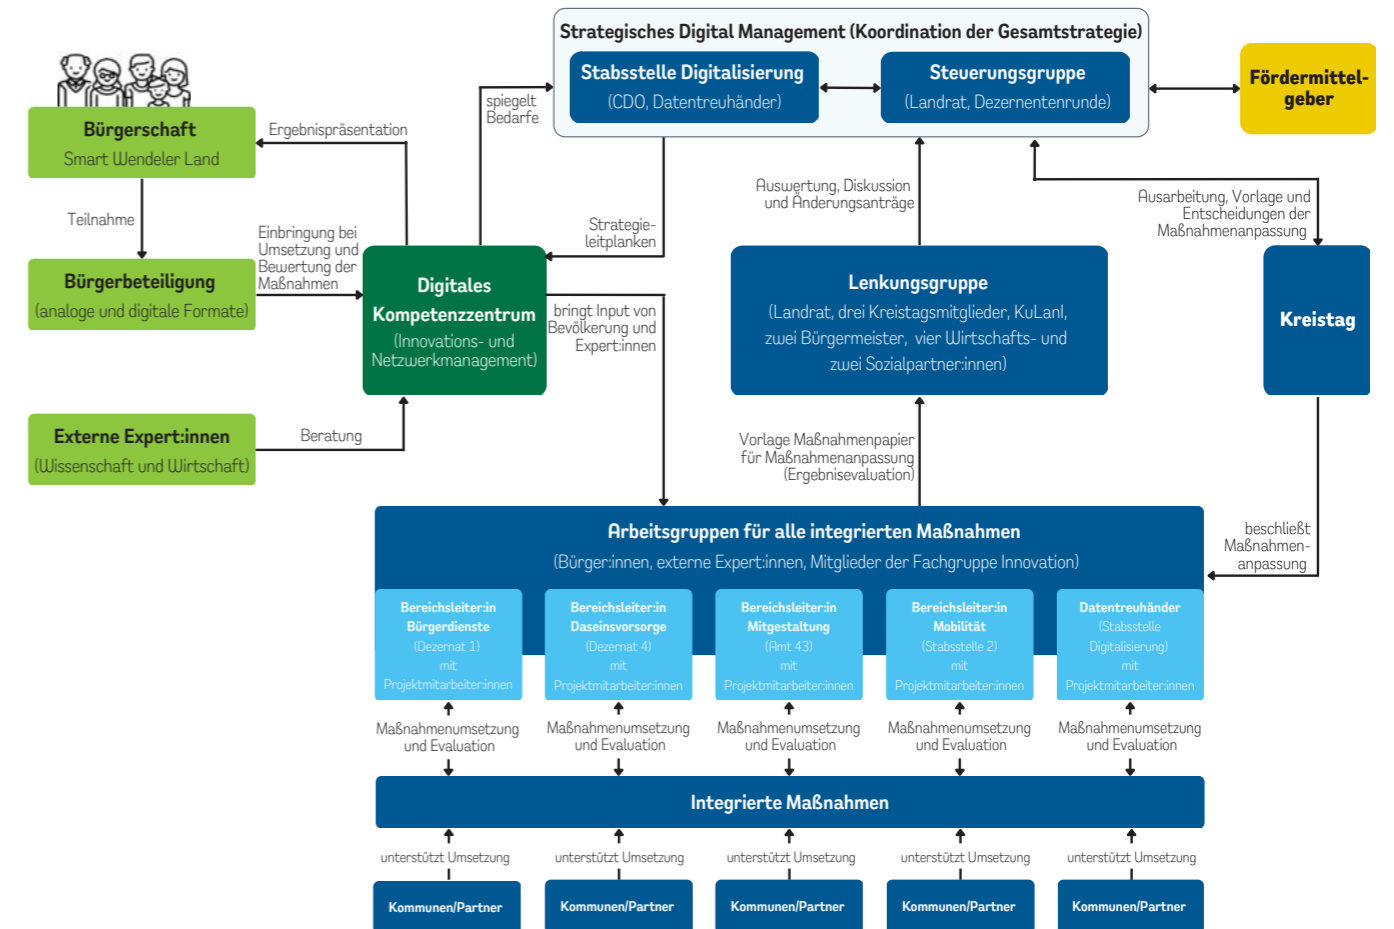 Strategisches Digital Management (Koordination der Gesamtstrategie)
Stabsstelle Digitalisierung
(CDO, Datentreuhänder)
Steuerungsgruppe
(Landrat, Dezernentenrunde)
Fördermittel-
geber
Bürgerschaft
Smart Wendeler Land
Ergebnispräsentation
spiegelt
Bedarfe
Teilnahme
Auswertung, Diskussion
und Änderungsanträge
Ausarbeitung, Vorlage und
Entscheidungen der
Maßnahmenanpassung
Strategie-
leitplanken
Einbringung bei
Umsetzung und
Bewertung der
Maßnahmen
Bürgerbeteiligung
(analoge und digitale Formate)
Digitales
Kompetenzzentrum
(Innovations- und
Netzwerkmanagement)
bringt Input von
Bevölkerung und
Expert:innen
Lenkungsgruppe
(Landrat, drei Kreistagsmitglieder, KuLanI,
zwei Bürgermeister, vier Wirtschafts- und
zwei Sozialpartner:innen)
Kreistag
Externe Expert:innen
(Wissenschaft und Wirtschaft)
Beratung
Vorlage Maßnahmenpapier
für Maßnahmenanpassung
(Ergebnisevaluation)
beschließt
Maßnahmen-
anpassung
Arbeitsgruppen für alle integrierten Maßnahmen
(Bürger:innen, externe Expert:innen, Mitglieder der Fachgruppe Innovation)
Bereichsleiter:in
Bürgerdienste
(Dezernat 1)
mit
Projektmitarbeiter:innen
Bereichsleiter:in
Daseinsvorsorge
(Dezernat 4)
mit
Projektmitarbeiter:innen
Bereichsleiter:in
Mitgestaltung
(Amt 43)
mit
Projektmitarbeiter:innen
Bereichsleiter:in
Mobilität
(Stabsstelle 2)
mit
Projektmitarbeiter:innen
Datentreuhänder
(Stabsstelle
Digitalisierung)
mit
Projektmitarbeiter:innen
Maßnahmenumsetzung
und Evaluation
Maßnahmenumsetzung
und Evaluation
Maßnahmenumsetzung
und Evaluation
Maßnahmenumsetzung
und Evaluation
Maßnahmenumsetzung
und Evaluation
Integrierte Maßnahmen
unterstützt Umsetzung
unterstützt Umsetzung
unterstützt Umsetzung
unterstützt Umsetzung
unterstützt Umsetzung
Kommunen/Partner
Kommunen/Partner
Kommunen/Partner
Kommunen/Partner
Kommunen/Partner